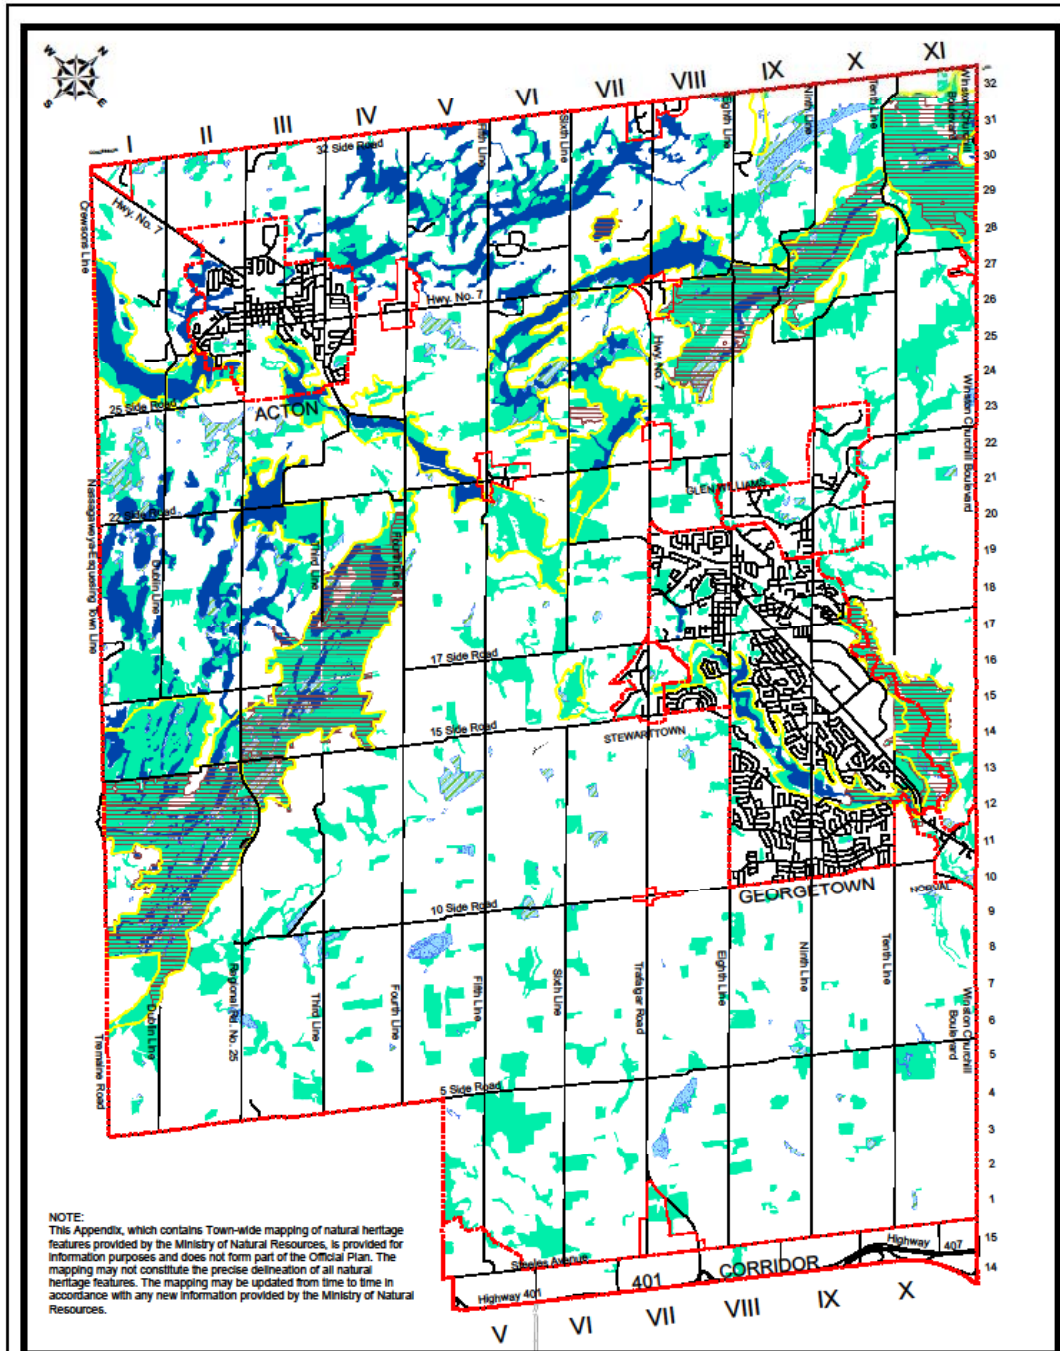 N
W
E
S
I
II
III
IV
V
VI
VII
VIII
IX
X
XI
32
31
30
29
28
27
26
25
24
23
22
21
20
19
18
17
16
15
14
13
12
11
10
9
8
7
6
5
4
3
2
1
15
14
32 Side Road
Fifth Line
Sixth Line
Eighth Line
Ninth Line
Tenth Line
Winston Churchill
Boulevard
Crewsons Line
Hwy. No. 7
Hwy. No. 7
Hwy. No. 7
25 Side Road
ACTON
Winston Churchill Boulevard
GLEN WILLIAMS
22 Side Road
Nassagaweya-Esquesing Town Line
Dublin Line
Third Line
Fourth Line
17 Side Road
15 Side Road
STEWARTTOWN
GEORGETOWN
NORVAL
10 Side Road
Tremaine Road
Dublin Line
Regional Rd. No. 25
Third Line
Fourth Line
Fifth Line
Sixth Line
Trafalgar Road
Eighth Line
Ninth Line
Tenth Line
Winston Churchill
Boulevard
5 Side Road
Steeles Avenue
Highway 401
401
CORRIDOR
Highway
407
V
VI
VII
VIII
IX
X
NOTE:
This Appendix, which contains Town-wide mapping of natural heritage
features provided by the Ministry of Natural Resources, is provided for
information purposes and does not form part of the Official Plan. The
mapping may not constitute the precise delineation of all natural
heritage features. The mapping may be updated from time to time in
accordance with any new information provided by the Ministry of Natural
Resources.